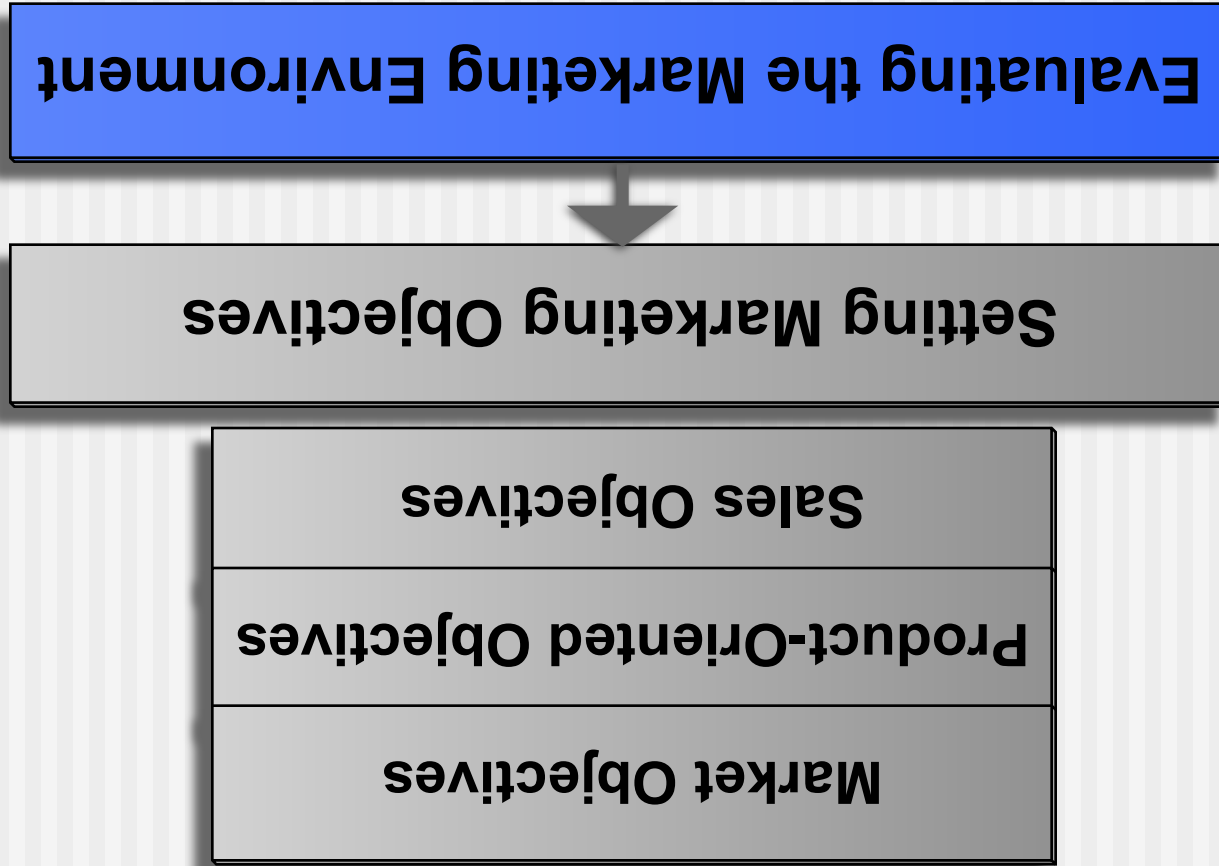 Evaluating the Marketing Environment
Setting Marketing Objectives
Sales Objectives
Product-Oriented Objectives
Market Objectives